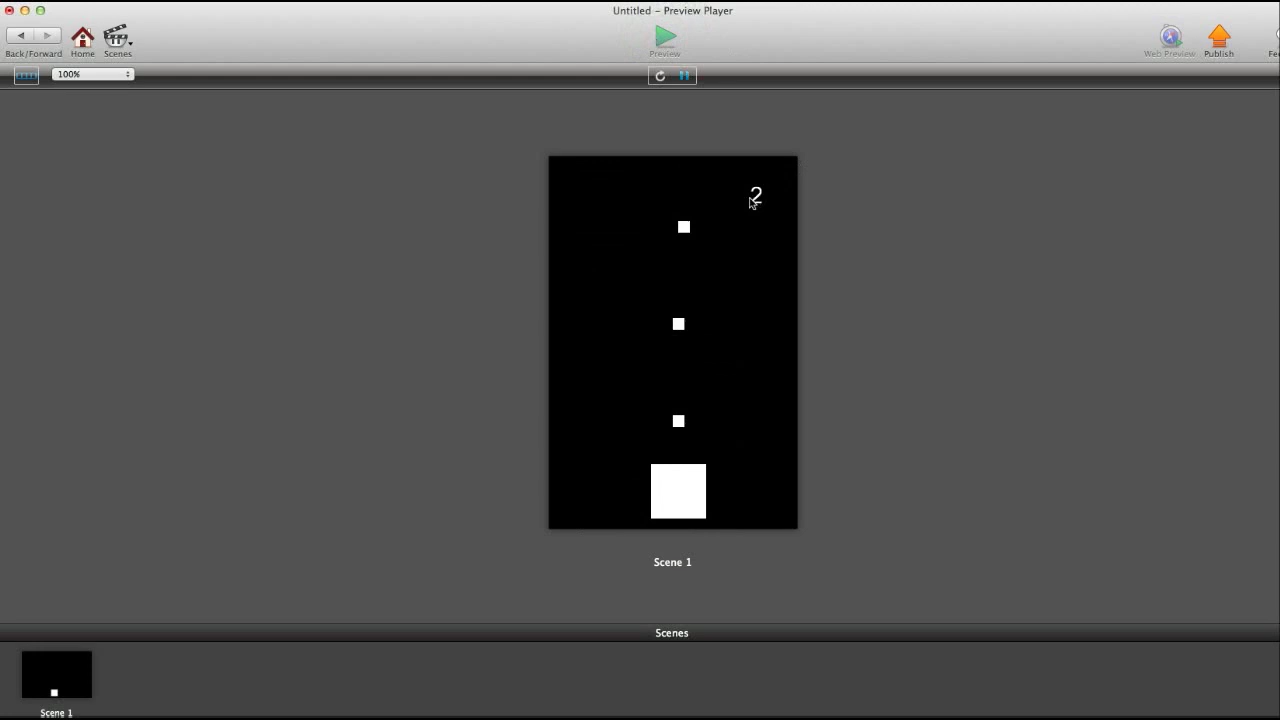 Untitled – Preview Player
Back/Forward
Home
Scenes
Preview
Web Preview
Publish
100%
2
Scene 1
Scenes
Scene 1